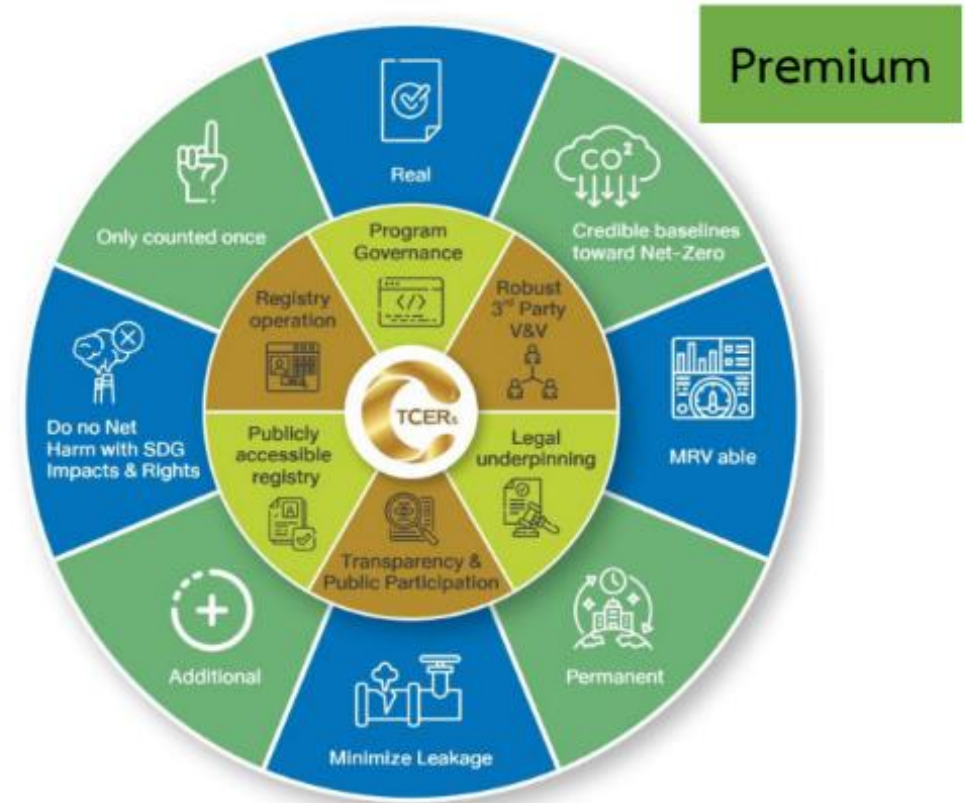 Premium
Real
CO²
Credible baselines
toward Net-Zero
MRV able
Permanent
Minimize Leakage
Additional
Do no Net
Harm with SDG
Impacts & Rights
Only counted once
Program
Governance
</>
Robust
3rd Party
V&V
Legal
underpinning
Transparency &
Public Participation
Publicly
accessible
registry
Registry
operation
TCERs